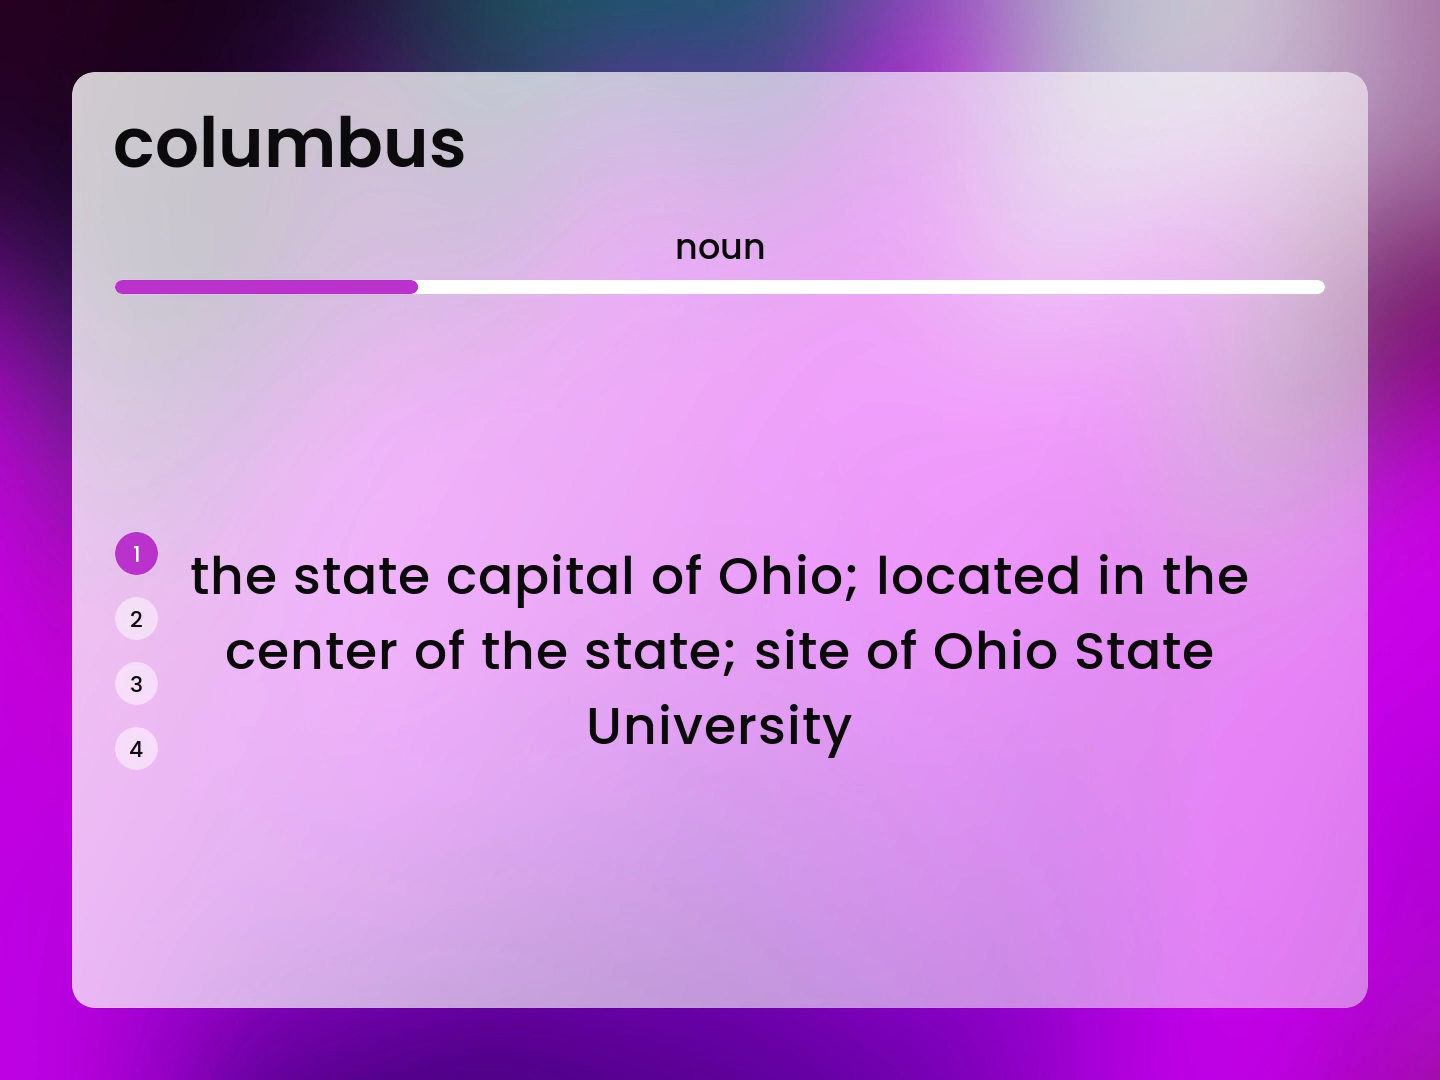 columbus
noun
1
2
3
4
the state capital of Ohio; located in the
center of the state; site of Ohio State
University